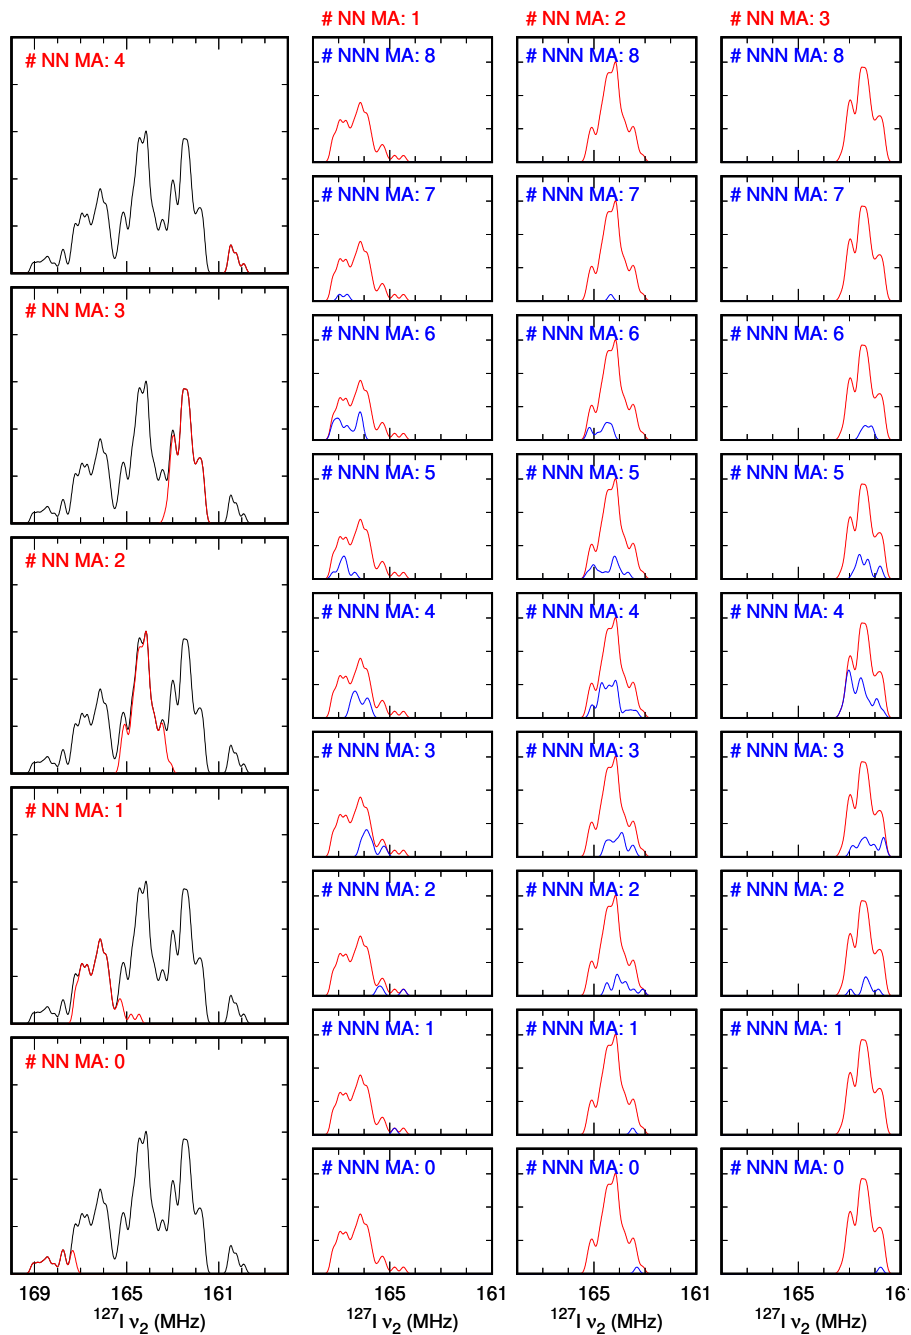 # NN MA: 1 # NN MA: 2 # NN MA: 3
# NN MA: 4
# NN MA: 3
# NN MA: 2
# NN MA: 1
# NN MA: 0
169 165 161
¹²⁷I ν₂ (MHz)
# NNN MA: 8
# NNN MA: 7
# NNN MA: 6
# NNN MA: 5
# NNN MA: 4
# NNN MA: 3
# NNN MA: 2
# NNN MA: 1
# NNN MA: 0
165 161
¹²⁷I ν₂ (MHz)
# NNN MA: 8
# NNN MA: 7
# NNN MA: 6
# NNN MA: 5
# NNN MA: 4
# NNN MA: 3
# NNN MA: 2
# NNN MA: 1
# NNN MA: 0
165 161
¹²⁷I ν₂ (MHz)
# NNN MA: 8
# NNN MA: 7
# NNN MA: 6
# NNN MA: 5
# NNN MA: 4
# NNN MA: 3
# NNN MA: 2
# NNN MA: 1
# NNN MA: 0
165 161
¹²⁷I ν₂ (MHz)